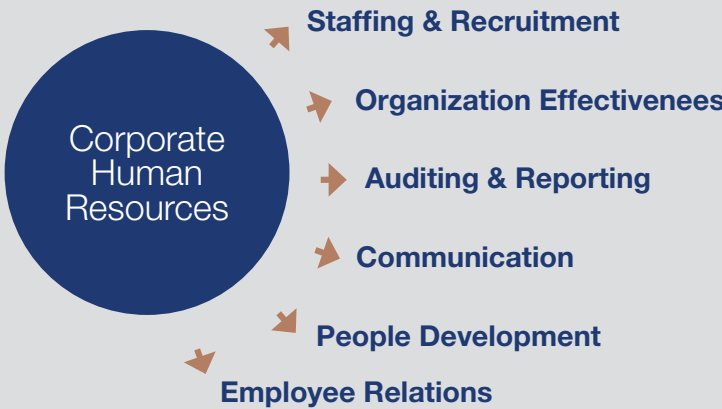 Staffing & Recruitment
Organization Effectivenees
Corporate
Human
Resources
Auditing & Reporting
Communication
People Development
Employee Relations